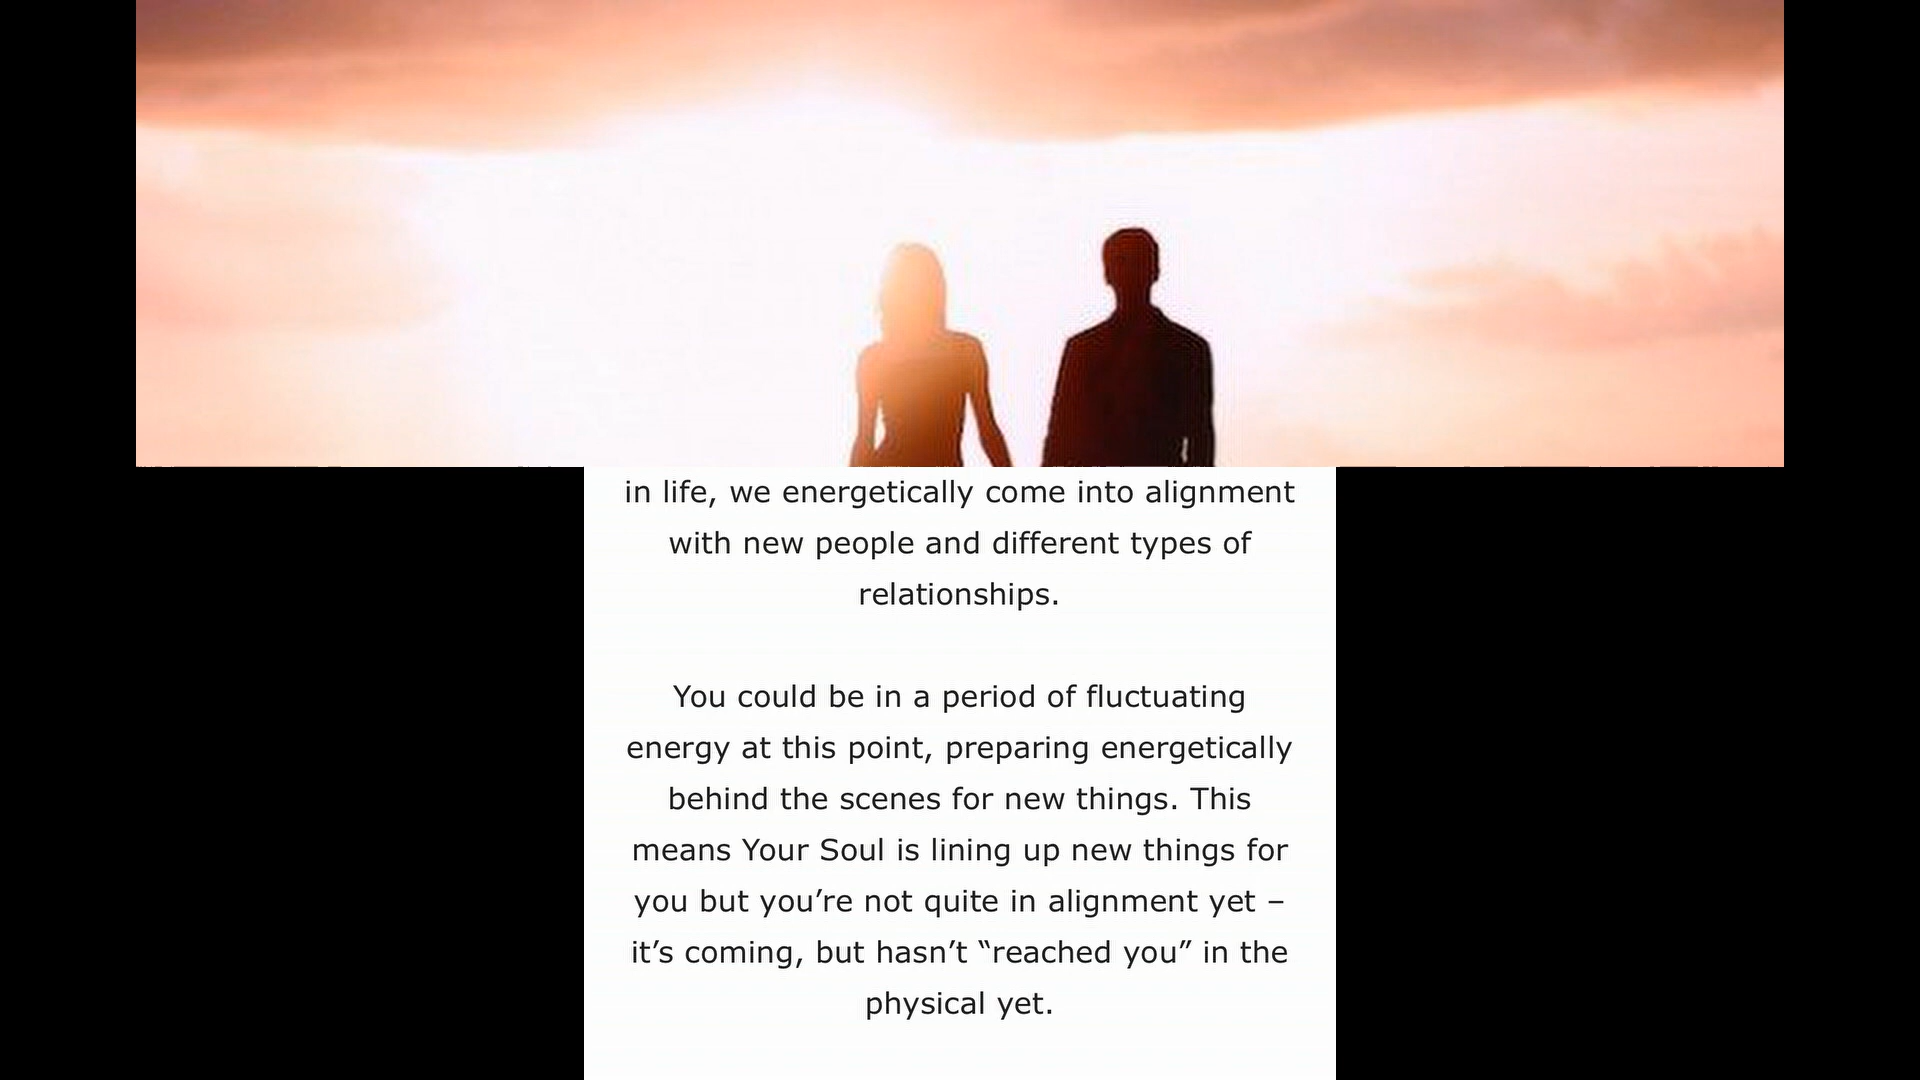 in life, we energetically come into alignment
with new people and different types of
relationships.
You could be in a period of fluctuating
energy at this point, preparing energetically
behind the scenes for new things. This
means Your Soul is lining up new things for
you but you’re not quite in alignment yet –
it’s coming, but hasn’t “reached you” in the
physical yet.